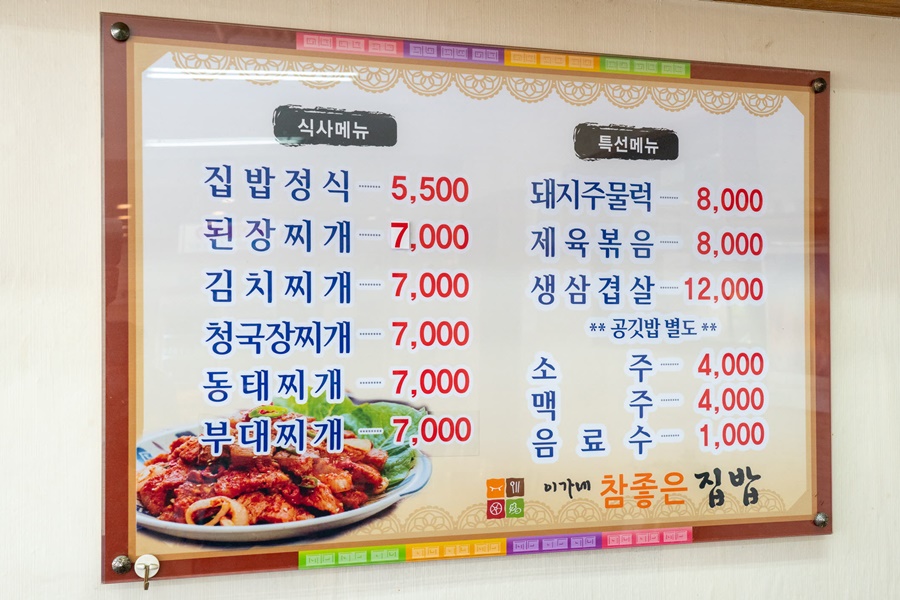 식사메뉴
집밥정식 5,500
된장찌개 7,000
김치찌개 7,000
청국장찌개 7,000
동태찌개 7,000
부대찌개 7,000
특선메뉴
돼지주물럭 8,000
제육볶음 8,000
생삼겹살 12,000
** 공깃밥 별도 **
소주 4,000
맥주 4,000
음료수 1,000
이가네 참좋은 집밥